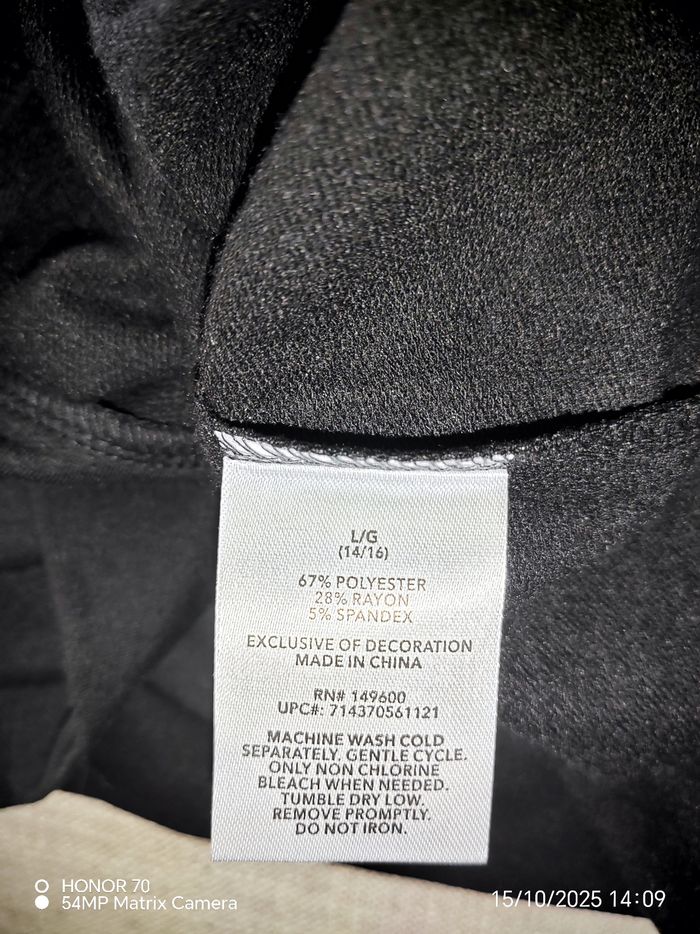 L/G
(14/16)
67% POLYESTER
28% RAYON
5% SPANDEX
EXCLUSIVE OF DECORATION
MADE IN CHINA
RN# 149600
UPC#: 714370561121
MACHINE WASH COLD
SEPARATELY. GENTLE CYCLE.
ONLY NON CHLORINE
BLEACH WHEN NEEDED.
TUMBLE DRY LOW.
REMOVE PROMPTLY.
DO NOT IRON.
HONOR 70
54MP Matrix Camera
15/10/2025 14:09